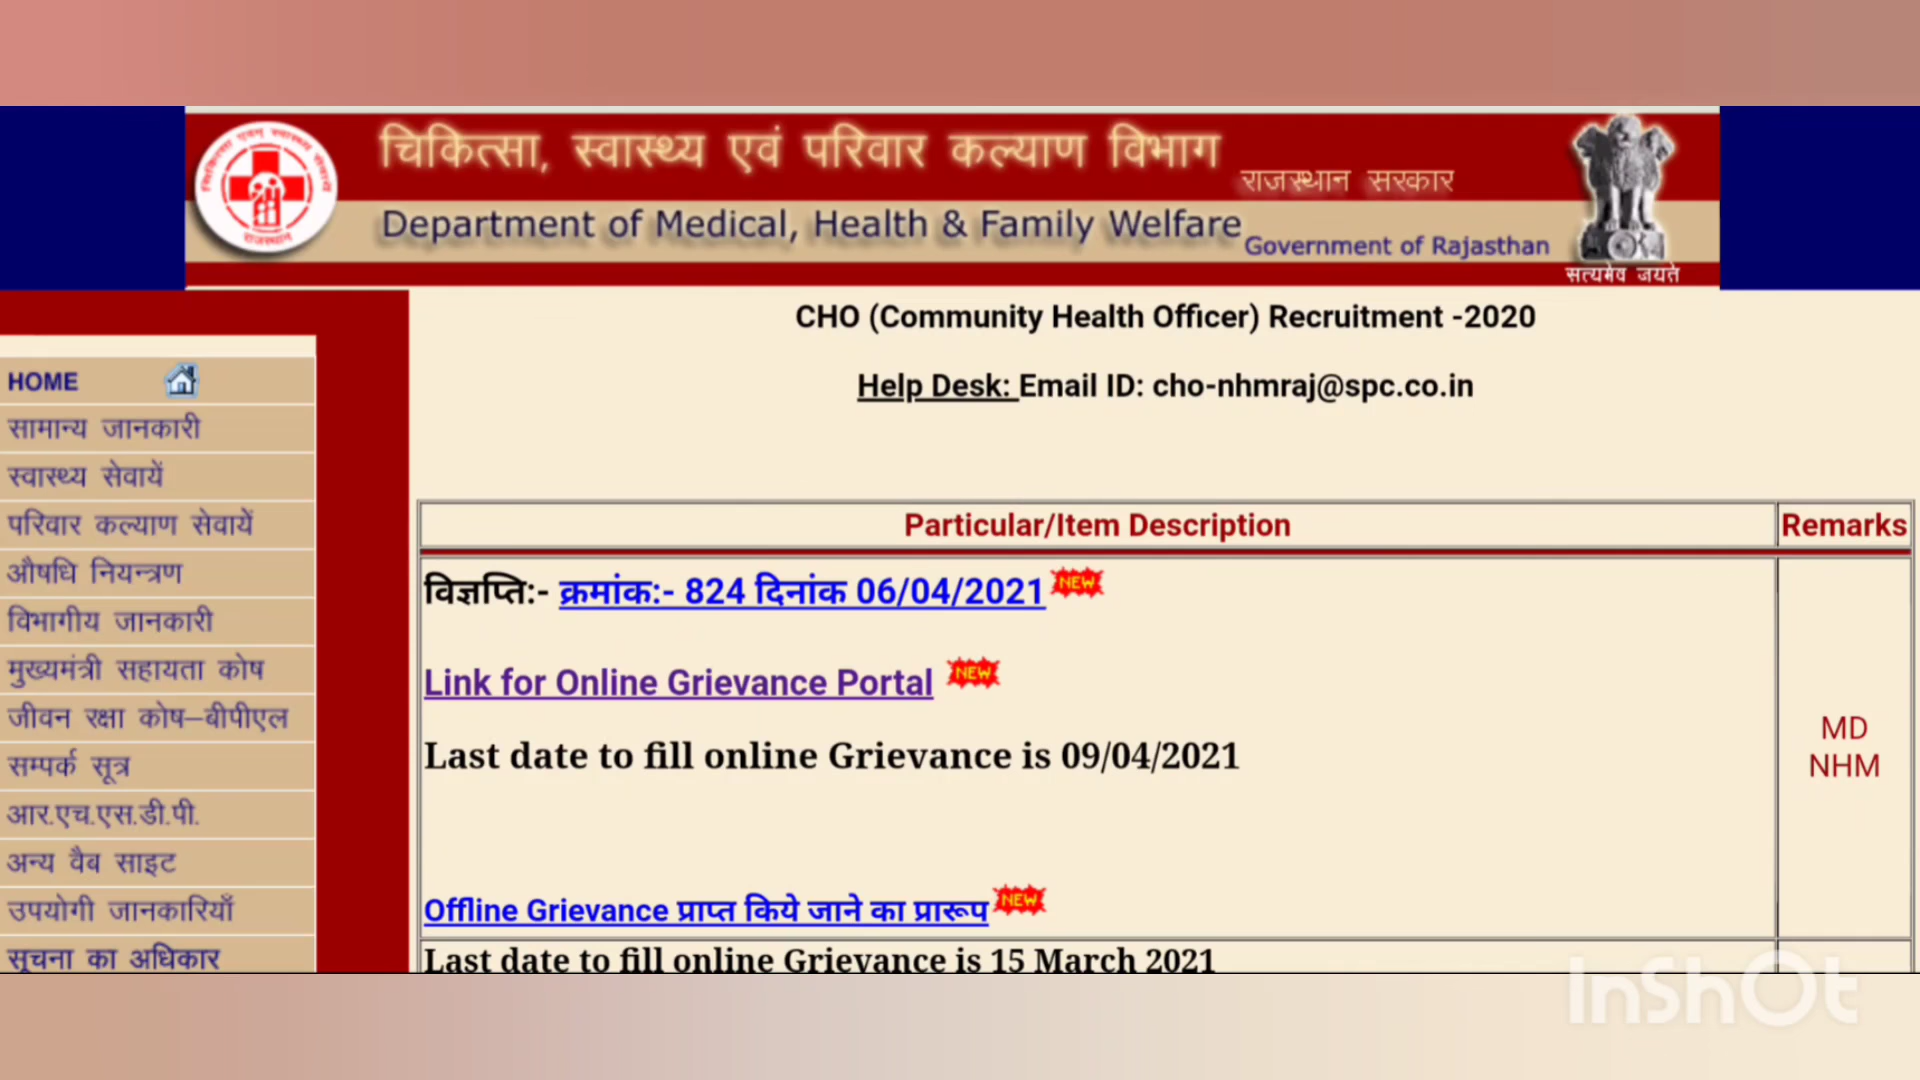 चिकित्सा, स्वास्थ्य एवं परिवार कल्याण विभाग
राजस्थान सरकार
Department of Medical, Health & Family Welfare
Government of Rajasthan
राजस्थान
सत्यमेव जयते
CHO (Community Health Officer) Recruitment -2020
Help Desk: Email ID: cho-nhmraj@spc.co.in
HOME
सामान्य जानकारी
स्वास्थ्य सेवायें
परिवार कल्याण सेवायें
औषधि नियन्त्रण
विभागीय जानकारी
मुख्यमंत्री सहायता कोष
जीवन रक्षा कोष–बीपीएल
सम्पर्क सूत्र
आर.एच.एस.डी.पी.
अन्य वैब साइट
उपयोगी जानकारियाँ
सूचना का अधिकार
Particular/Item Description
Remarks
विज्ञप्ति:- क्रमांक:- 824 दिनांक 06/04/2021 NEW
Link for Online Grievance Portal NEW
Last date to fill online Grievance is 09/04/2021
MD
NHM
Offline Grievance प्राप्त किये जाने का प्रारूप NEW
Last date to fill online Grievance is 15 March 2021
InShOt